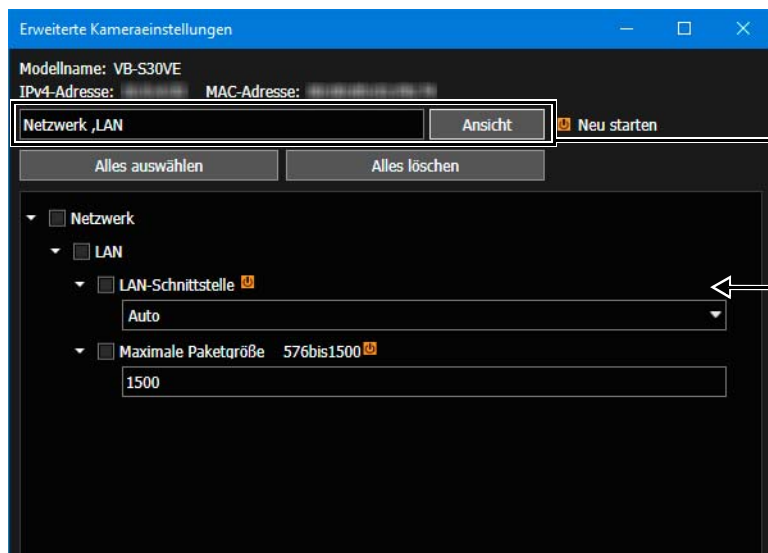 Erweiterte Kameraeinstellungen
Modellname: VB-S30VE
IPv4-Adresse: MAC-Adresse:
Netzwerk ,LAN Ansicht Neu starten
Alles auswählen Alles löschen
Netzwerk
LAN
LAN-Schnittstelle
Auto
Maximale Paketgröße 576bis1500
1500